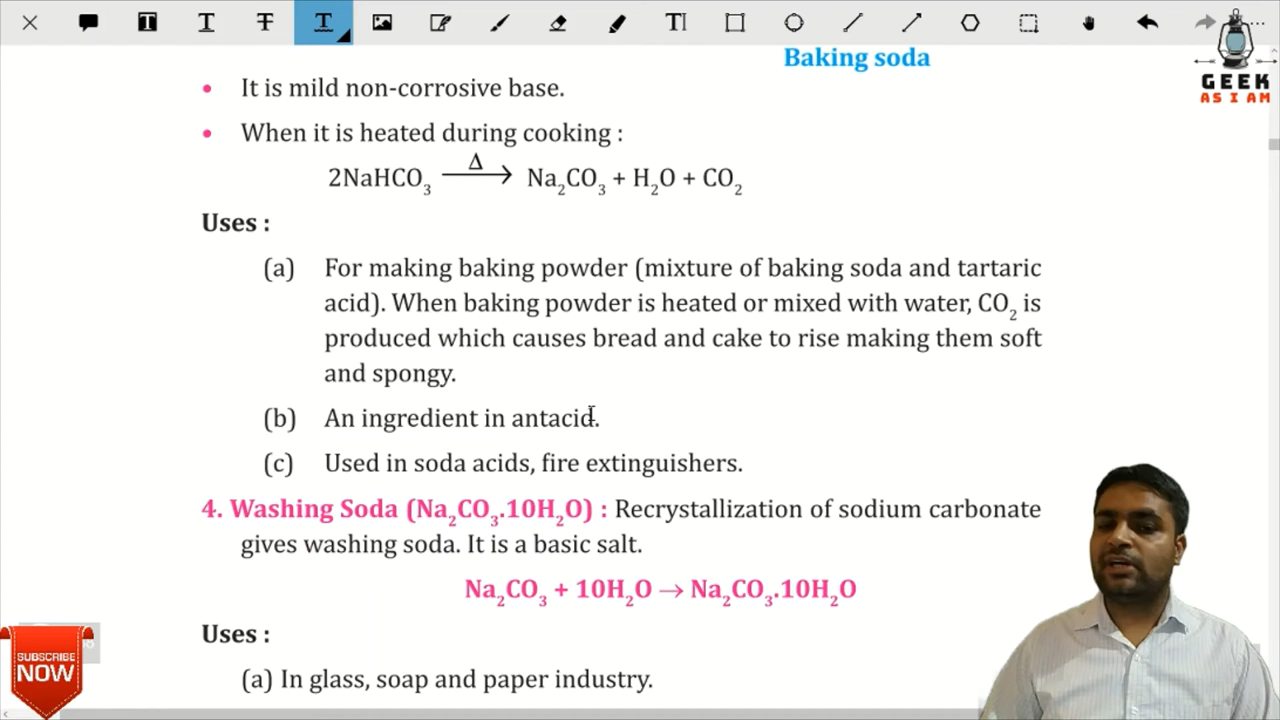 GEEK
AS I AM
Baking soda
• It is mild non-corrosive base.
• When it is heated during cooking :
2NaHCO₃ —Δ→ Na₂CO₃ + H₂O + CO₂
Uses :
(a) For making baking powder (mixture of baking soda and tartaric
acid). When baking powder is heated or mixed with water, CO₂ is
produced which causes bread and cake to rise making them soft
and spongy.
(b) An ingredient in antacid.
(c) Used in soda acids, fire extinguishers.
4. Washing Soda (Na₂CO₃.10H₂O) : Recrystallization of sodium carbonate
gives washing soda. It is a basic salt.
Na₂CO₃ + 10H₂O → Na₂CO₃.10H₂O
Uses :
(a) In glass, soap and paper industry.
SUBSCRIBE
NOW